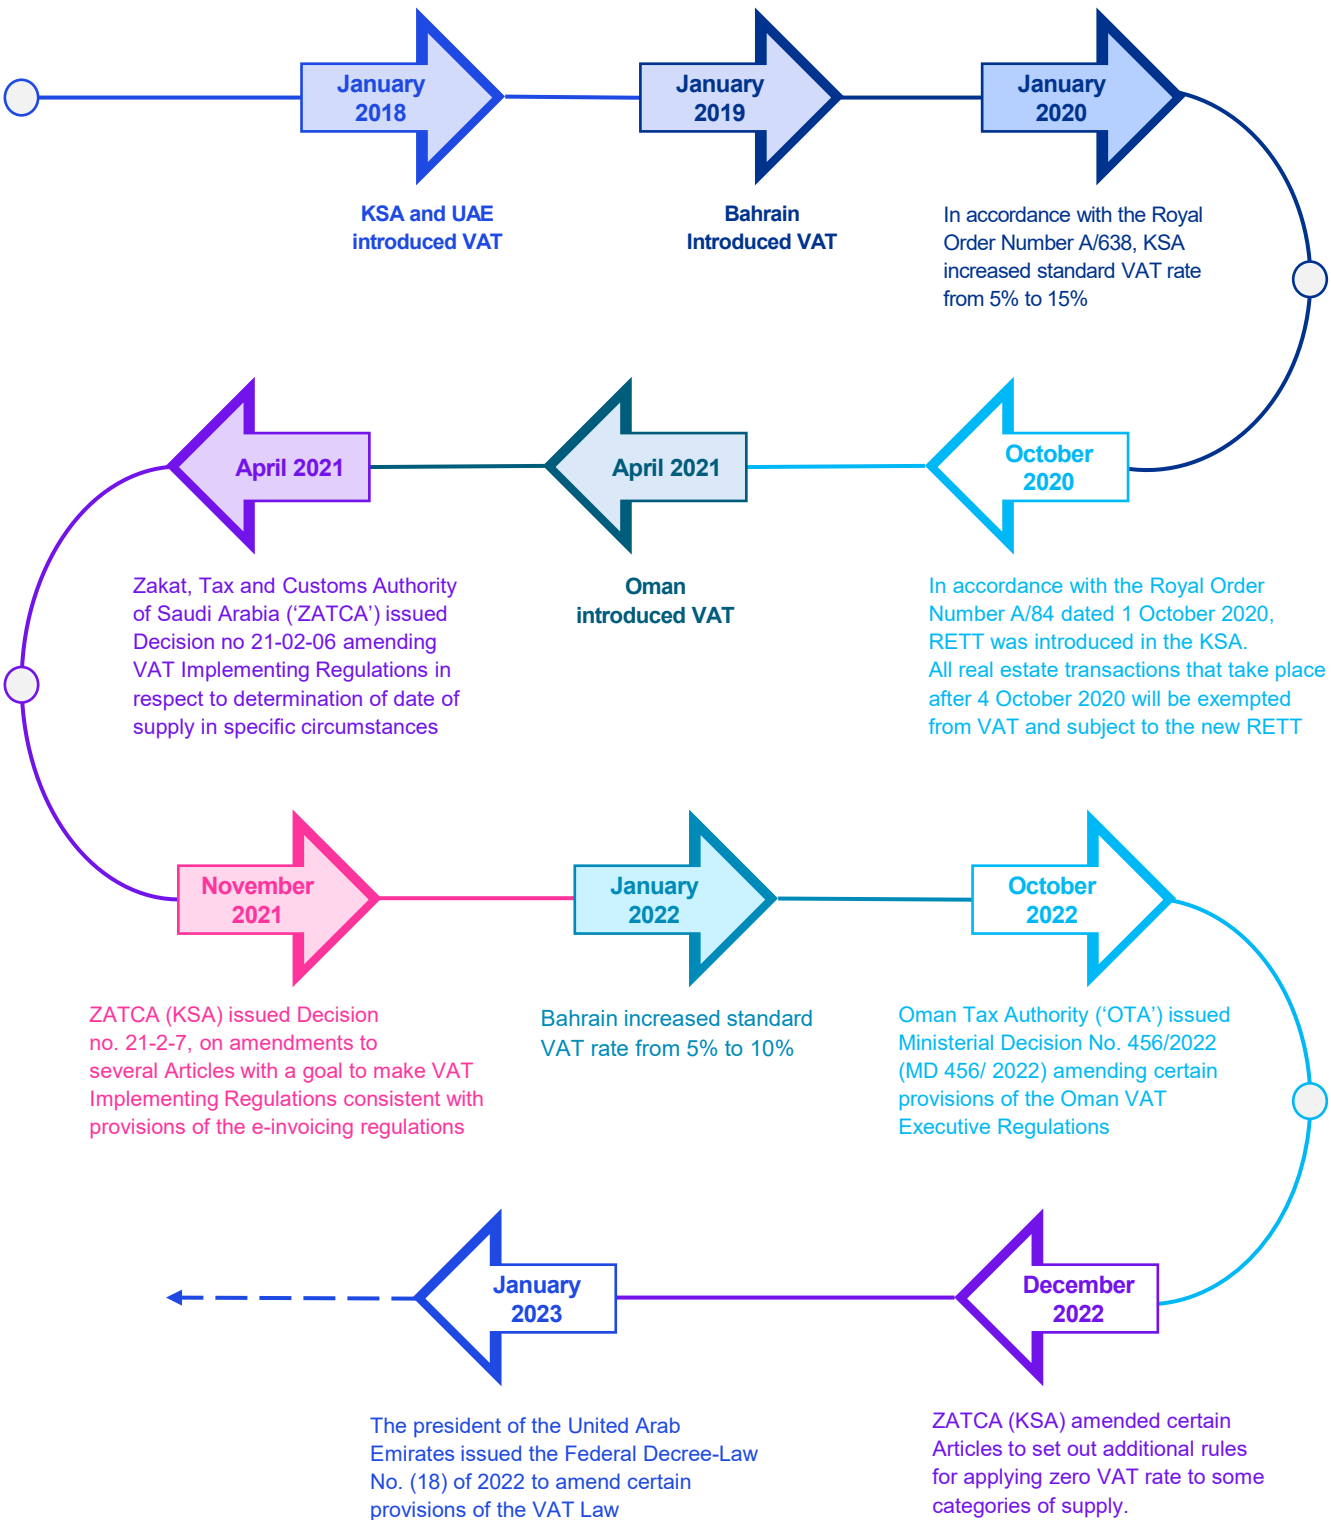 January
2018
KSA and UAE
introduced VAT
January
2019
Bahrain
Introduced VAT
January
2020
In accordance with the Royal
Order Number A/638, KSA
increased standard VAT rate
from 5% to 15%
October
2020
In accordance with the Royal Order
Number A/84 dated 1 October 2020,
RETT was introduced in the KSA.
All real estate transactions that take place
after 4 October 2020 will be exempted
from VAT and subject to the new RETT
April 2021
Oman
introduced VAT
April 2021
Zakat, Tax and Customs Authority
of Saudi Arabia (‘ZATCA’) issued
Decision no 21-02-06 amending
VAT Implementing Regulations in
respect to determination of date of
supply in specific circumstances
November
2021
ZATCA (KSA) issued Decision
no. 21-2-7, on amendments to
several Articles with a goal to make VAT
Implementing Regulations consistent with
provisions of the e-invoicing regulations
January
2022
Bahrain increased standard
VAT rate from 5% to 10%
October
2022
Oman Tax Authority (‘OTA’) issued
Ministerial Decision No. 456/2022
(MD 456/ 2022) amending certain
provisions of the Oman VAT
Executive Regulations
December
2022
ZATCA (KSA) amended certain
Articles to set out additional rules
for applying zero VAT rate to some
categories of supply.
January
2023
The president of the United Arab
Emirates issued the Federal Decree-Law
No. (18) of 2022 to amend certain
provisions of the VAT Law